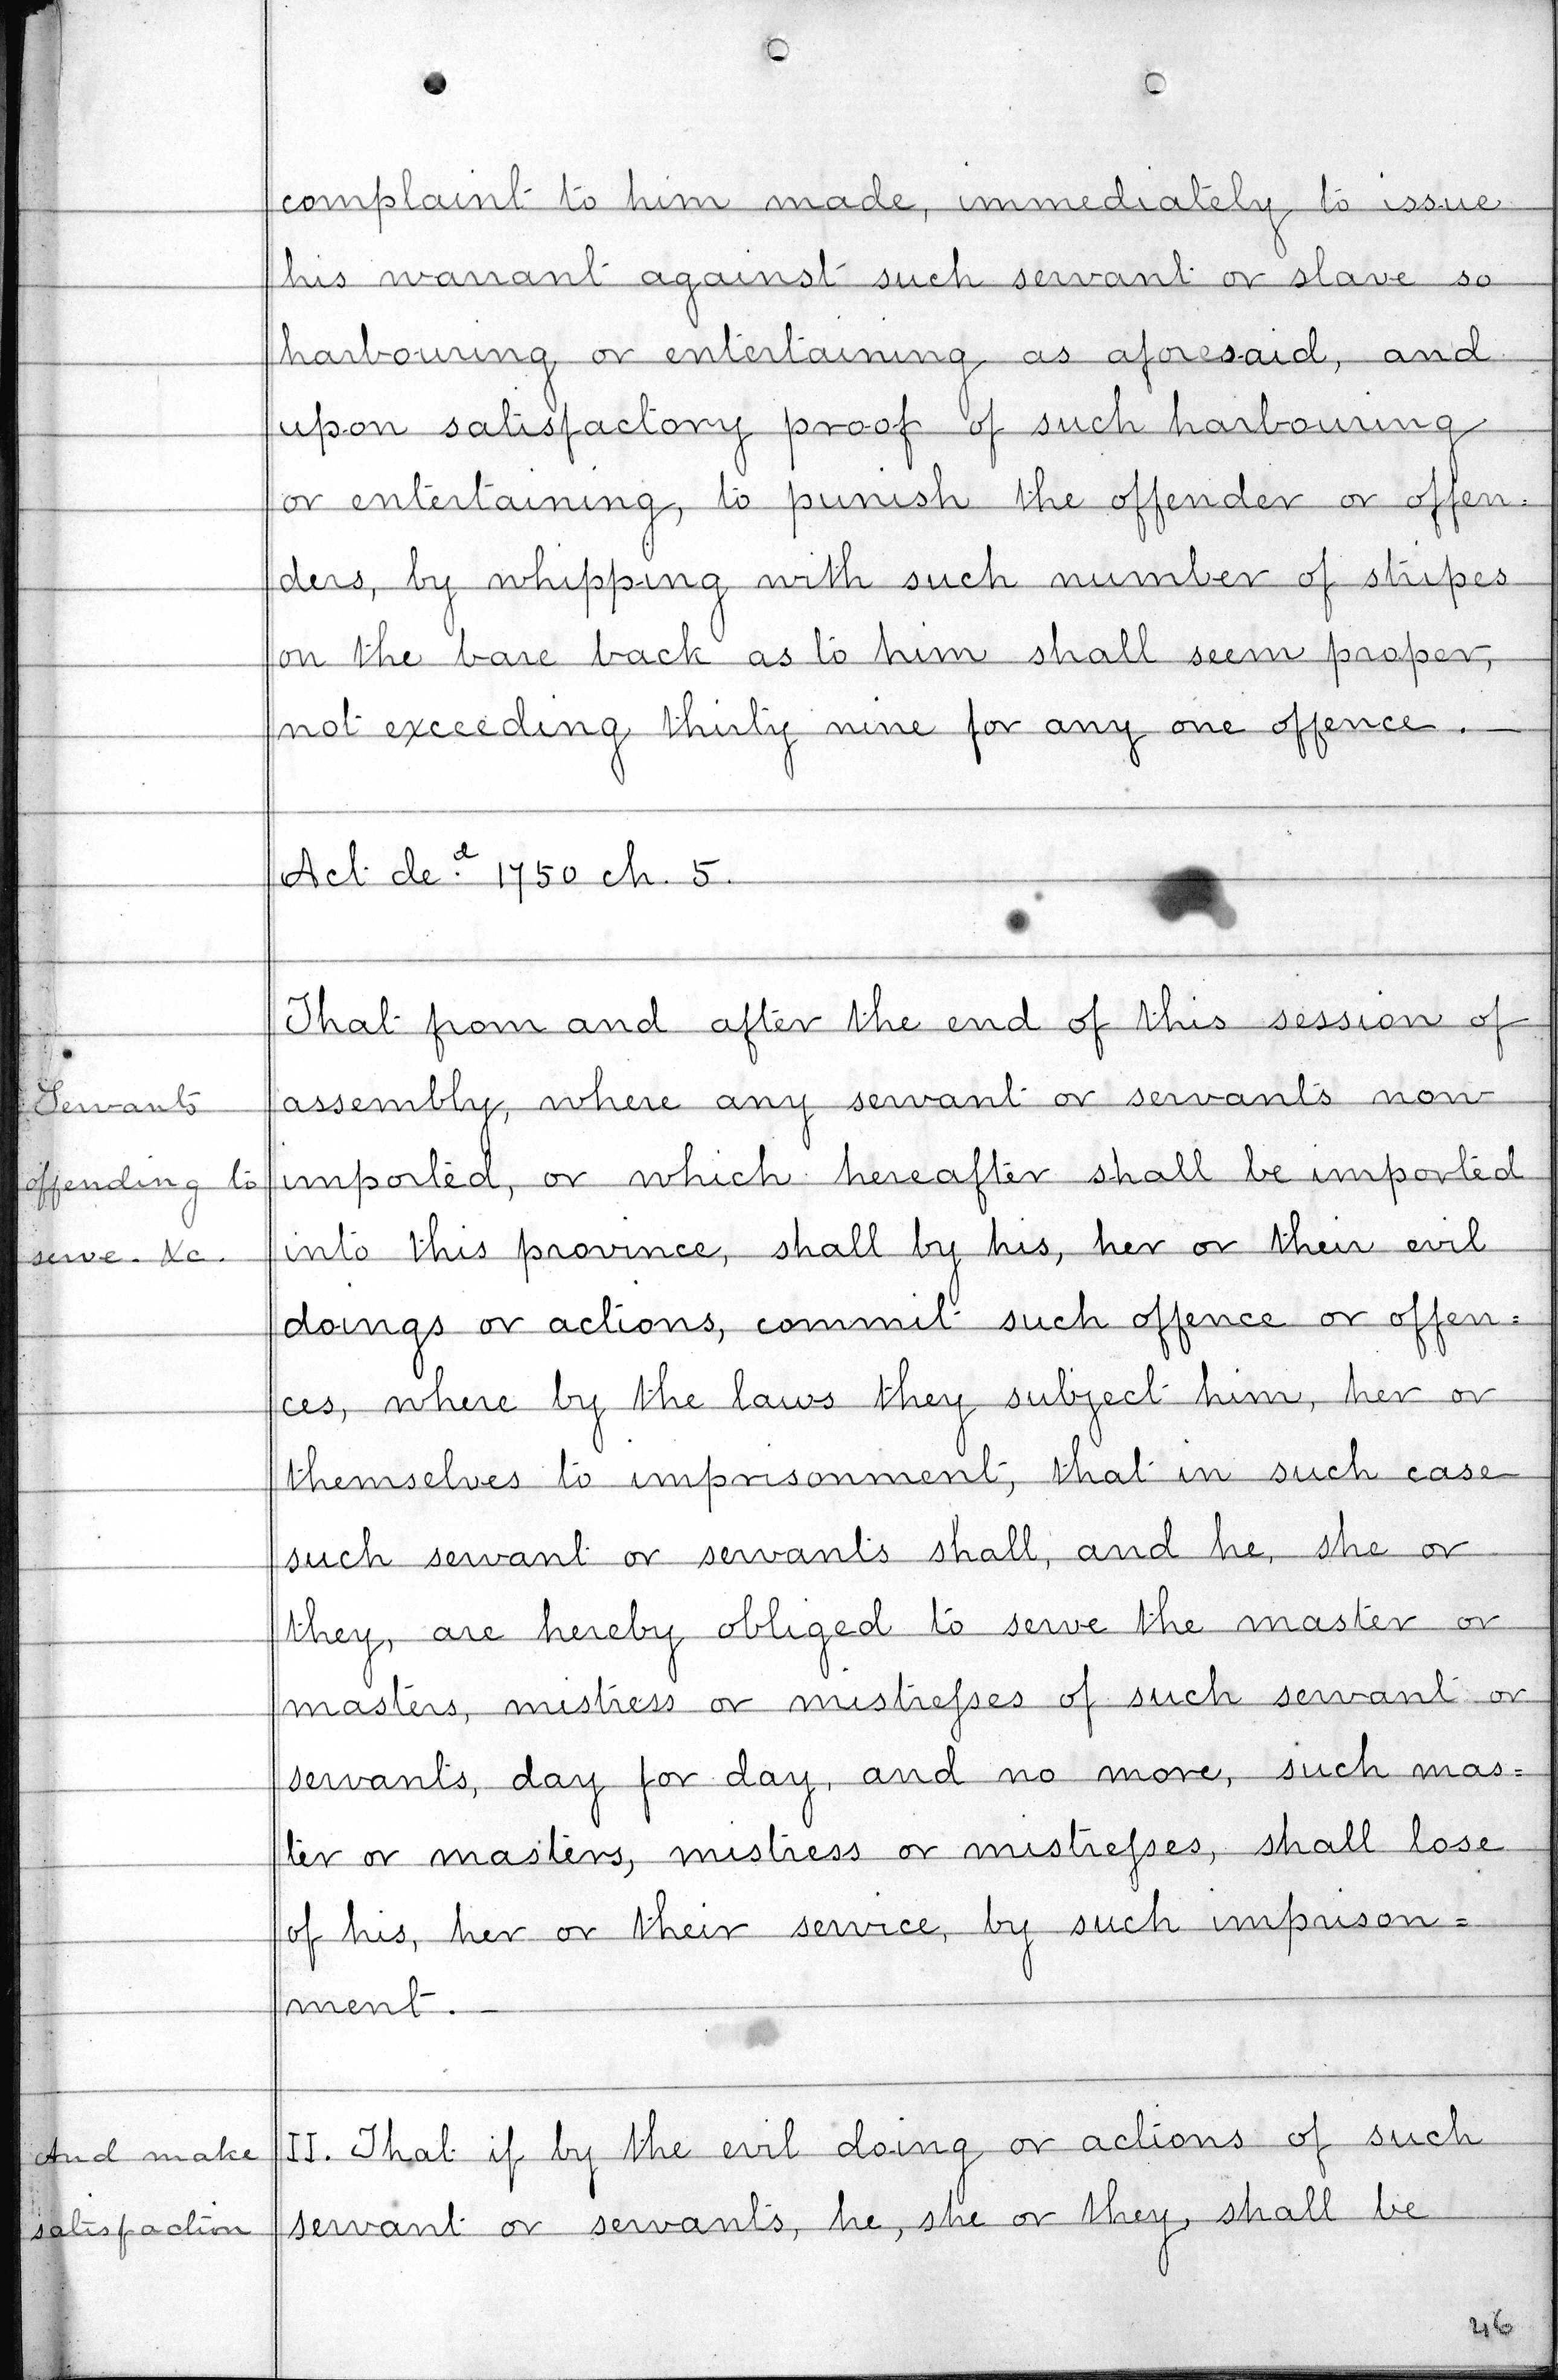 complaint to him made, immediately to issue
his warrant against such servant or slave so
harbouring or entertaining as aforesaid, and
upon satisfactory proof of such harbouring
or entertaining, to punish the offender or offen=
ders, by whipping with such number of stripes
on the bare back as to him shall seem proper,
not exceeding thirty nine for any one offence. —
Act de.d 1750 ch. 5.
That from and after the end of this session of
Servants
assembly, where any servant or servants now
offending to
imported, or which hereafter shall be imported
serve. &c.
into this province, shall by his, her or their evil
doings or actions, commit such offence or offen=
ces, where by the laws they subject him, her or
themselves to imprisonment, that in such case
such servant or servants shall, and he, she or
they, are hereby obliged to serve the master or
masters, mistress or mistreſses of such servant or
servants, day for day, and no more, such mas=
ter or masters, mistress or mistreſses, shall lose
of his, her or their service, by such imprison=
ment. —
And make
II. That if by the evil doing or actions of such
satisfaction
servant or servants, he, she or they, shall be
46